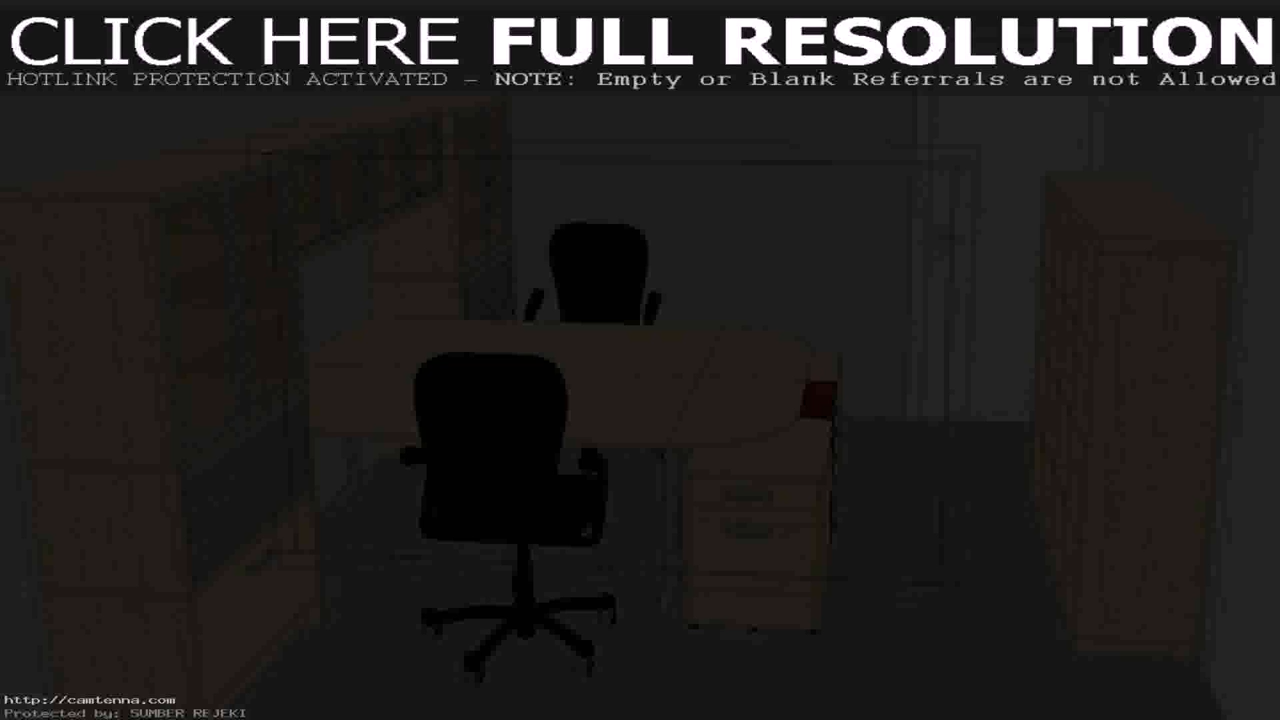 CLICK HERE FULL RESOLUTION
HOTLINK PROTECTION ACTIVATED - NOTE: Empty or Blank Referrals are not Allowed
http://camtenna.com
Protected by: SUMBER REJEKI